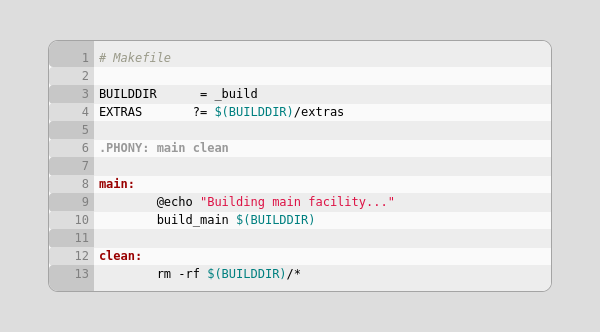 1 # Makefile
2
3 BUILDDIR      = _build
4 EXTRAS       ?= $(BUILDDIR)/extras
5
6 .PHONY: main clean
7
8 main:
9         @echo "Building main facility..."
10         build_main $(BUILDDIR)
11
12 clean:
13         rm -rf $(BUILDDIR)/*